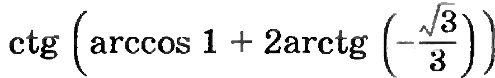 ctg (arccos 1 + 2arctg (−√3/3))